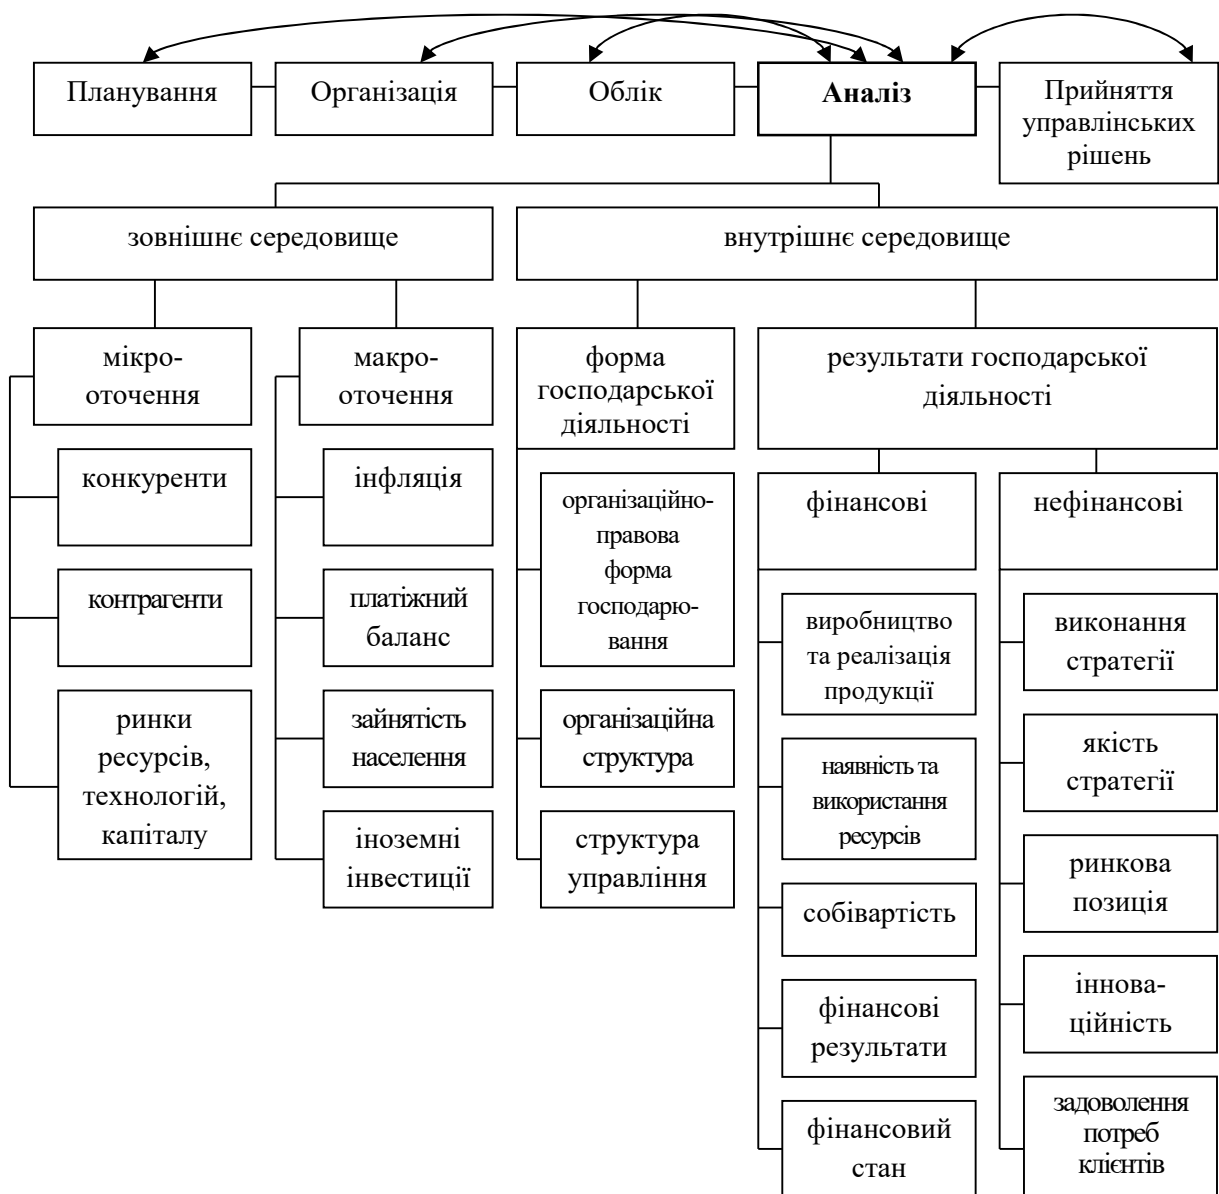 Планування
Організація
Облік
Аналіз
Прийняття
управлінських
рішень
зовнішнє середовище
внутрішнє середовище
мікро-
оточення
макро-
оточення
форма
господарської
діяльності
результати господарської
діяльності
конкуренти
контрагенти
ринки
ресурсів,
технологій,
капіталу
інфляція
платіжний
баланс
зайнятість
населення
іноземні
інвестиції
організаційно-
правова
форма
господарю-
вання
організаційна
структура
структура
управління
фінансові
виробництво
та реалізація
продукції
наявність та
використання
ресурсів
собівартість
фінансові
результати
фінансовий
стан
нефінансові
виконання
стратегії
якість
стратегії
ринкова
позиція
іннова-
ційність
задоволення
потреб
клієнтів